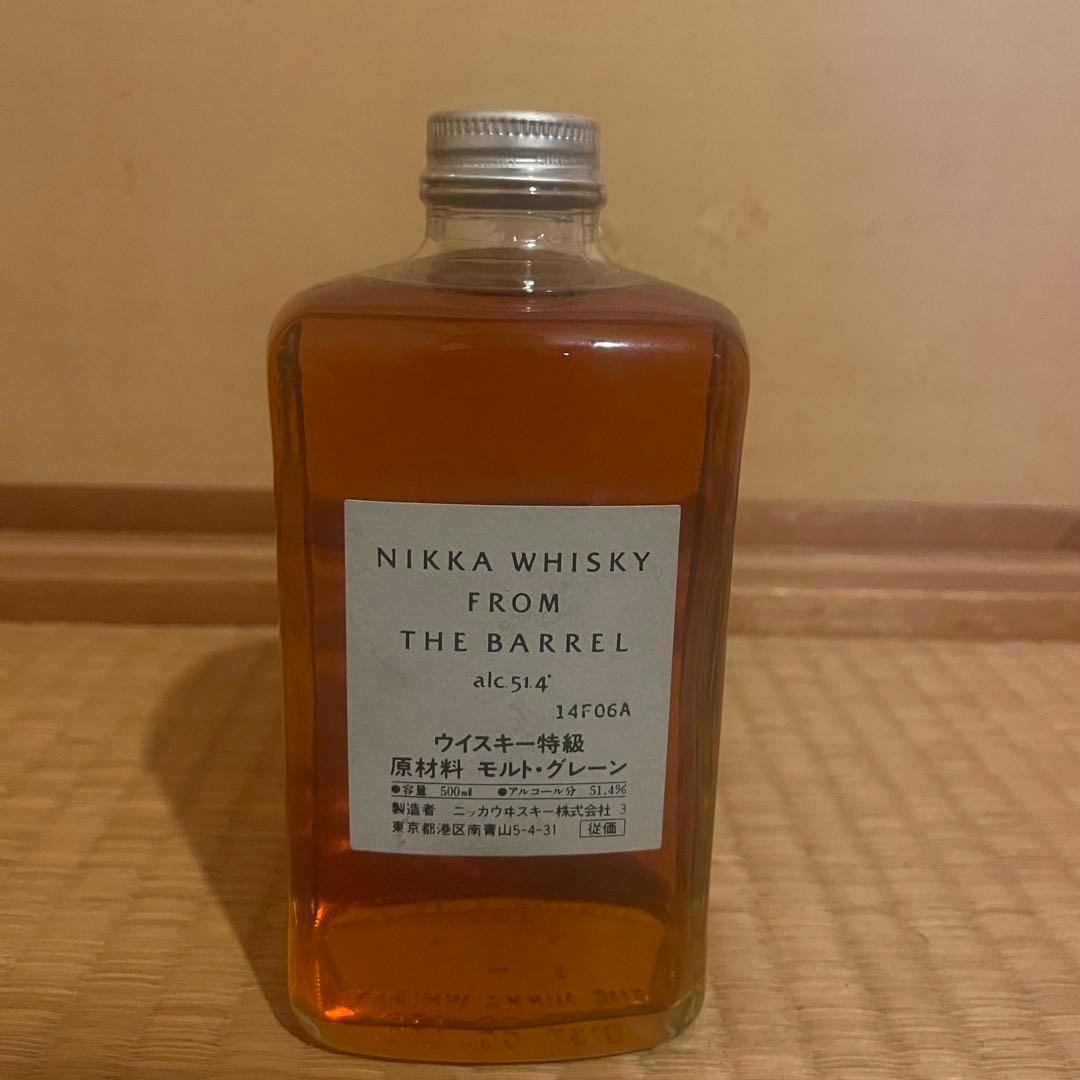 NIKKA WHISKY
FROM
THE BARREL
alc. 51.4°
14F06A
ウイスキー特級
原材料 モルト・グレーン
●容量 500ml ●アルコール分 51.4%
製造者 ニッカウヰスキー株式会社 3
東京都港区南青山5-4-31 従価